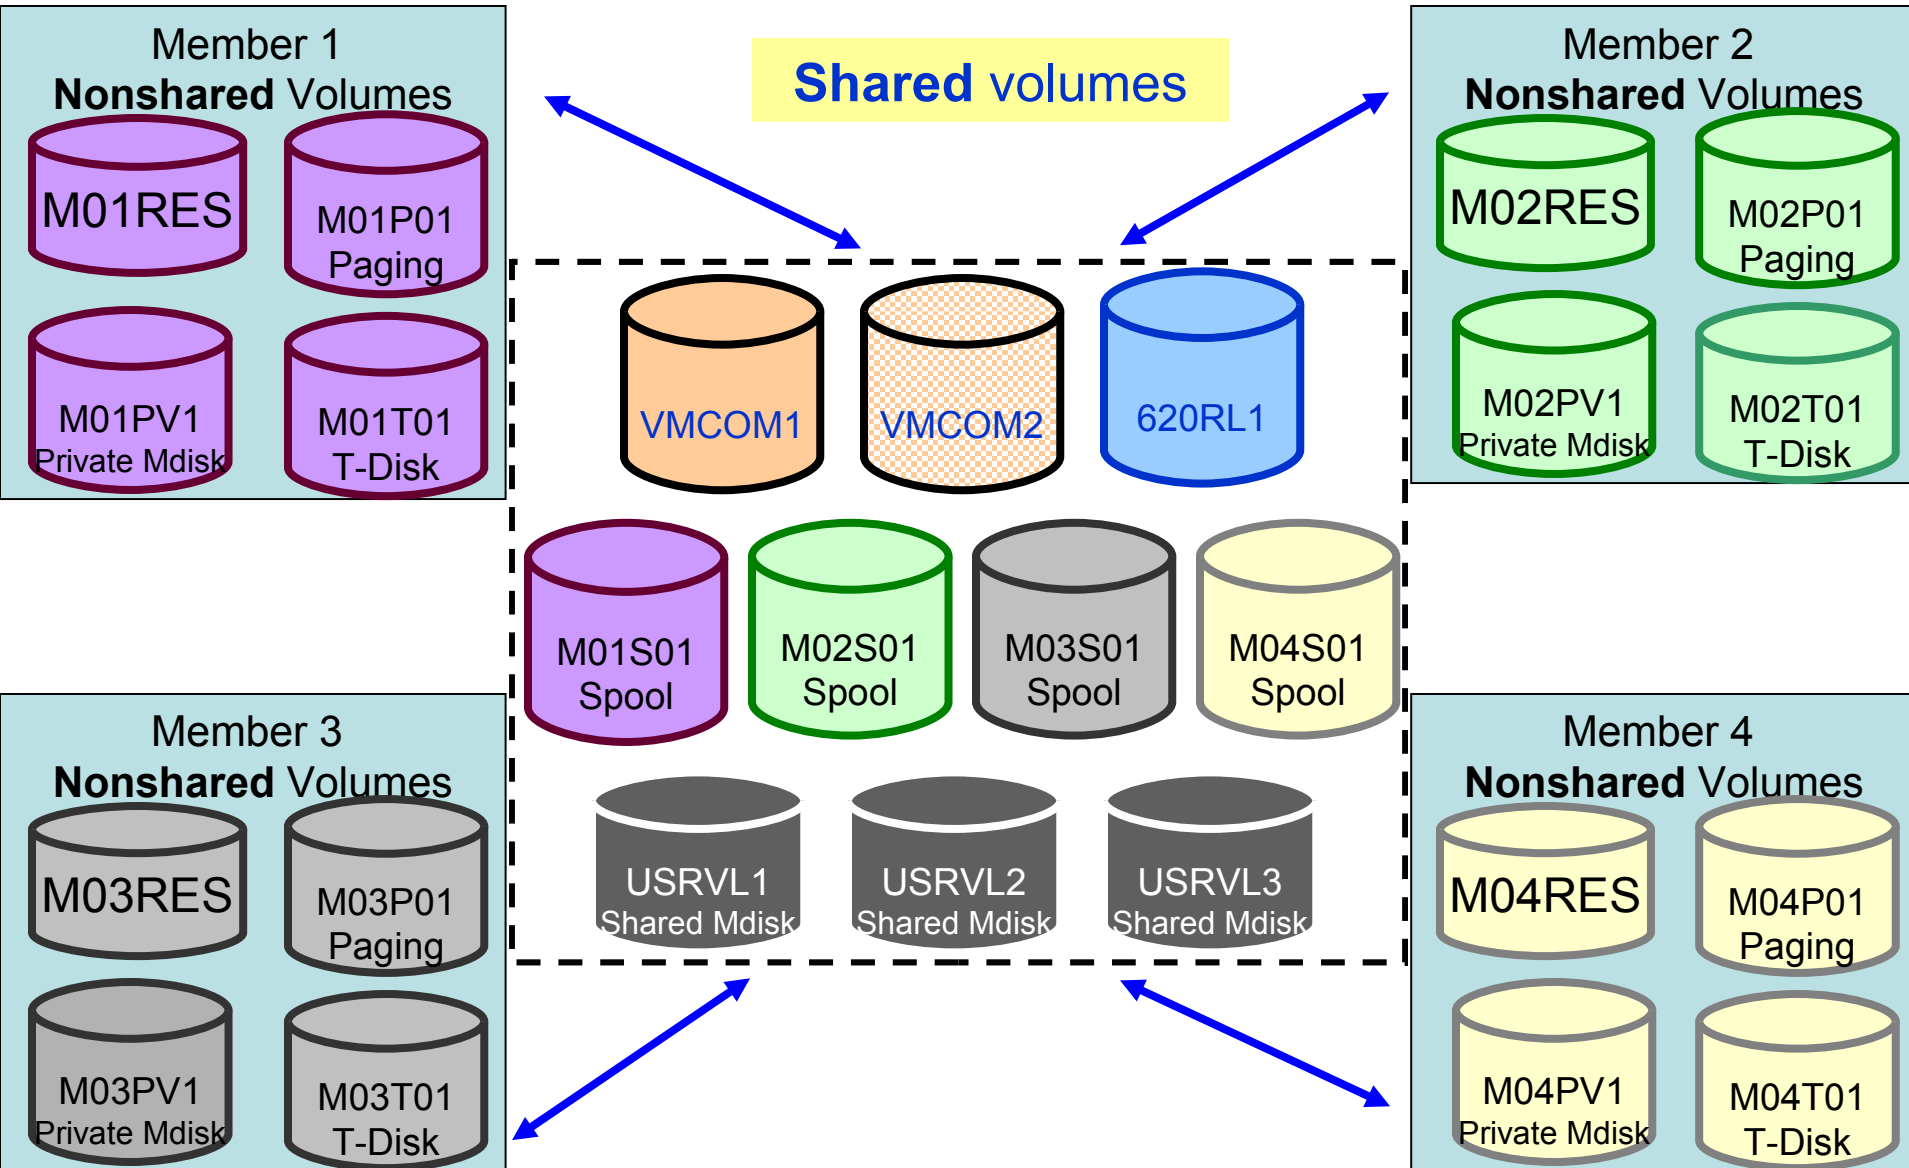 Member 1
Nonshared Volumes
M01RES
M01P01
Paging
M01PV1
Private Mdisk
M01T01
T-Disk
Shared volumes
Member 2
Nonshared Volumes
M02RES
M02P01
Paging
M02PV1
Private Mdisk
M02T01
T-Disk
VMCOM1
VMCOM2
620RL1
M01S01
Spool
M02S01
Spool
M03S01
Spool
M04S01
Spool
USRVL1
Shared Mdisk
USRVL2
Shared Mdisk
USRVL3
Shared Mdisk
Member 3
Nonshared Volumes
M03RES
M03P01
Paging
M03PV1
Private Mdisk
M03T01
T-Disk
Member 4
Nonshared Volumes
M04RES
M04P01
Paging
M04PV1
Private Mdisk
M04T01
T-Disk